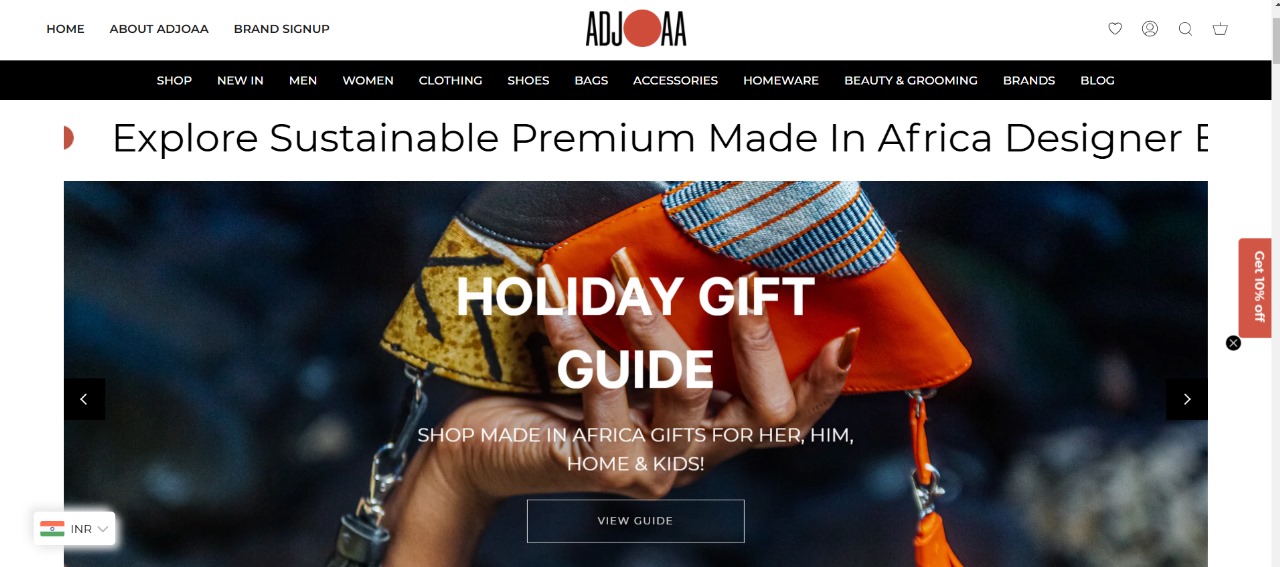 HOME ABOUT ADJOAA BRAND SIGNUP
ADJOAA
SHOP NEW IN MEN WOMEN CLOTHING SHOES BAGS ACCESSORIES HOMEWARE BEAUTY & GROOMING BRANDS BLOG
Explore Sustainable Premium Made In Africa Designer
HOLIDAY GIFT
GUIDE
SHOP MADE IN AFRICA GIFTS FOR HER, HIM,
HOME & KIDS!
VIEW GUIDE
Get 10% off
INR